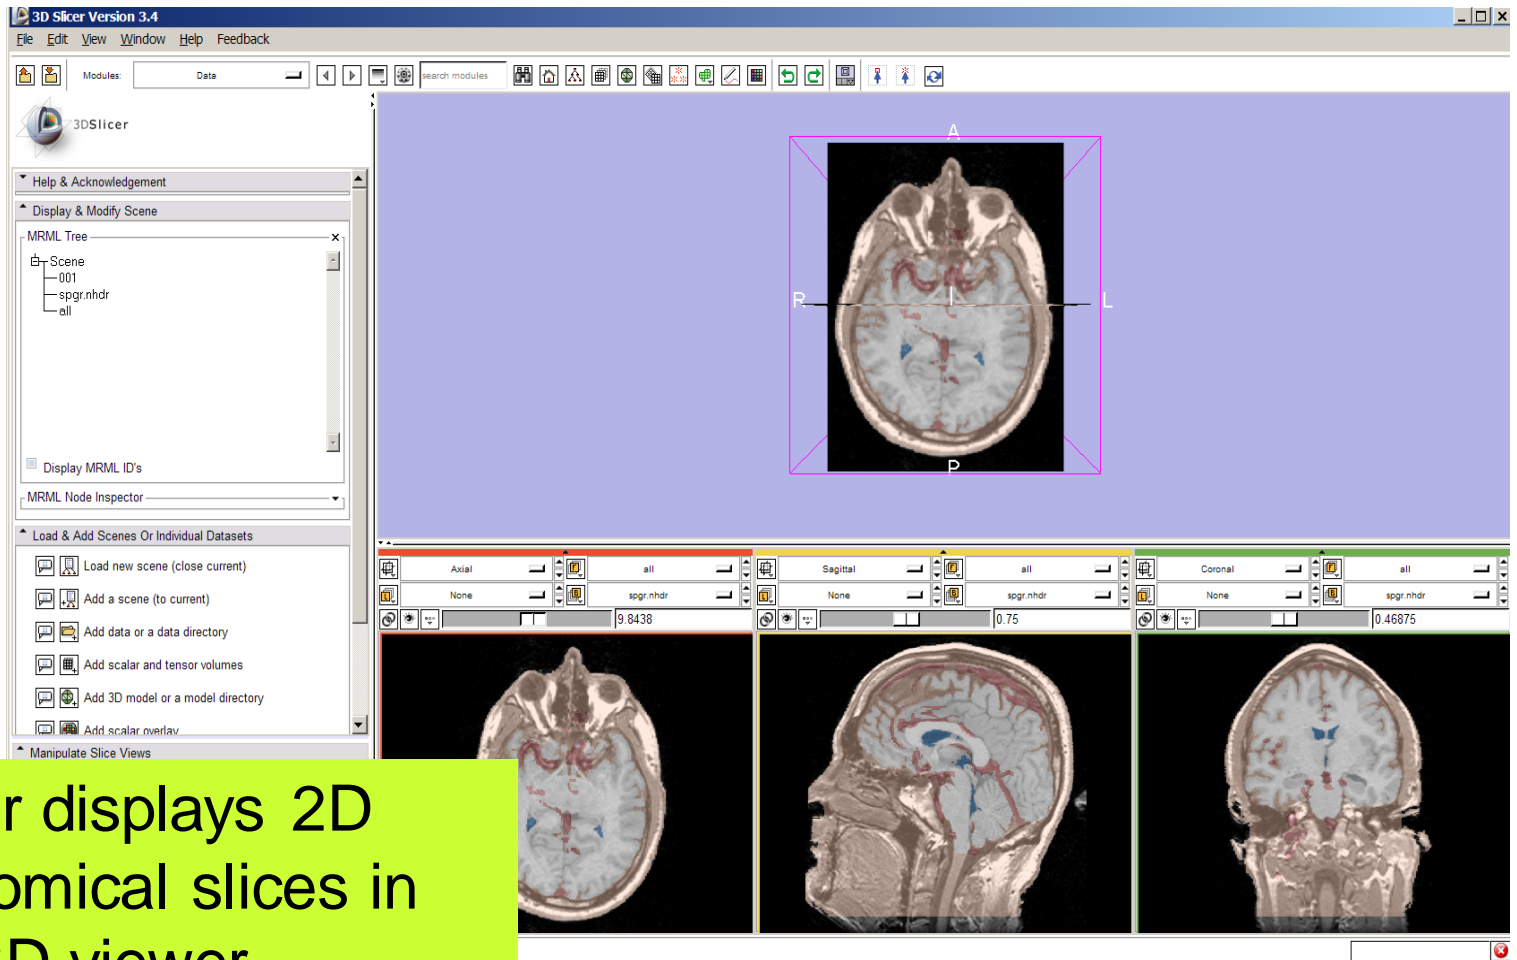 3D Slicer Version 3.4
File Edit View Window Help Feedback
Modules: Data search modules
3DSlicer
Help & Acknowledgement
Display & Modify Scene
MRML Tree
Scene
001
spgr.nhdr
all
Display MRML ID's
MRML Node Inspector
Load & Add Scenes Or Individual Datasets
Load new scene (close current)
Add a scene (to current)
Add data or a data directory
Add scalar and tensor volumes
Add 3D model or a model directory
Add scalar overlay
Manipulate Slice Views
A
R I L
P
Axial all
None spgr.nhdr
9.8438
Sagittal all
None spgr.nhdr
0.75
Coronal all
None spgr.nhdr
0.46875
r displays 2D
omical slices in
D viewer